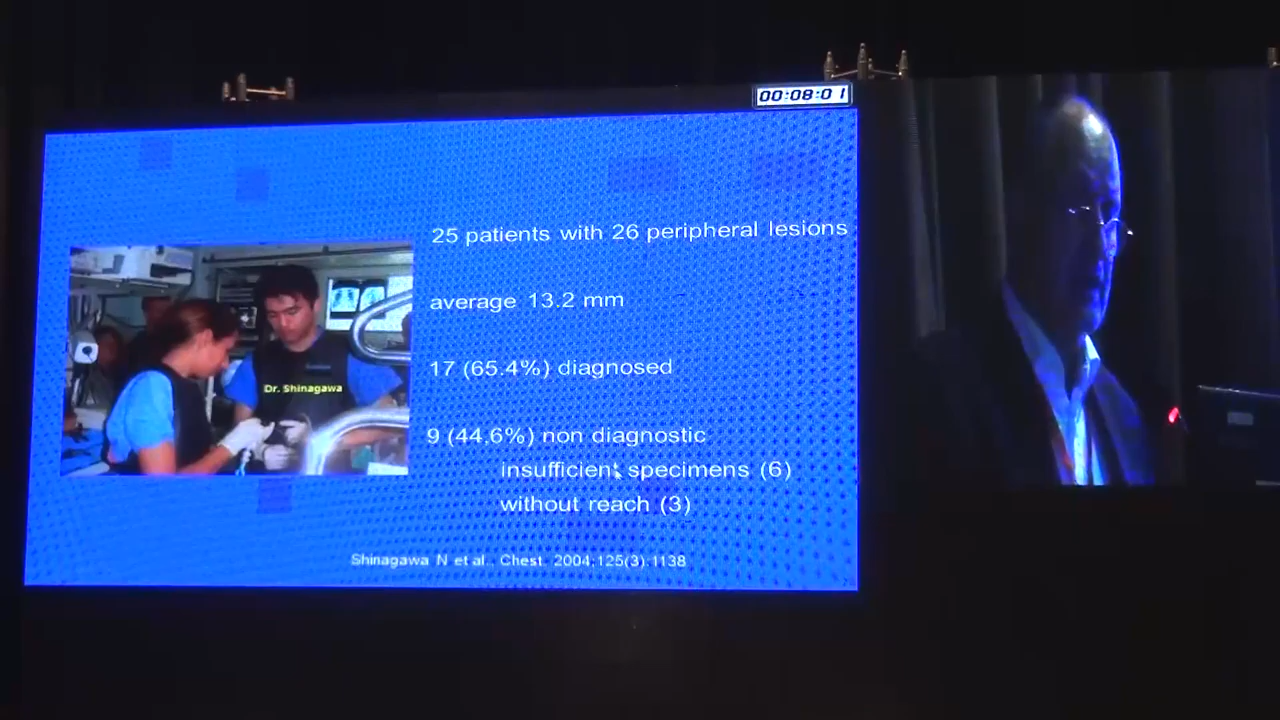 00:08:01
25 patients with 26 peripheral lesions
average 13.2 mm
17 (65.4%) diagnosed
Dr. Shinagawa
9 (44,6%) non diagnostic
insufficient specimens (6)
without reach (3)
Shinagawa N et al., Chest. 2004;125(3):1138